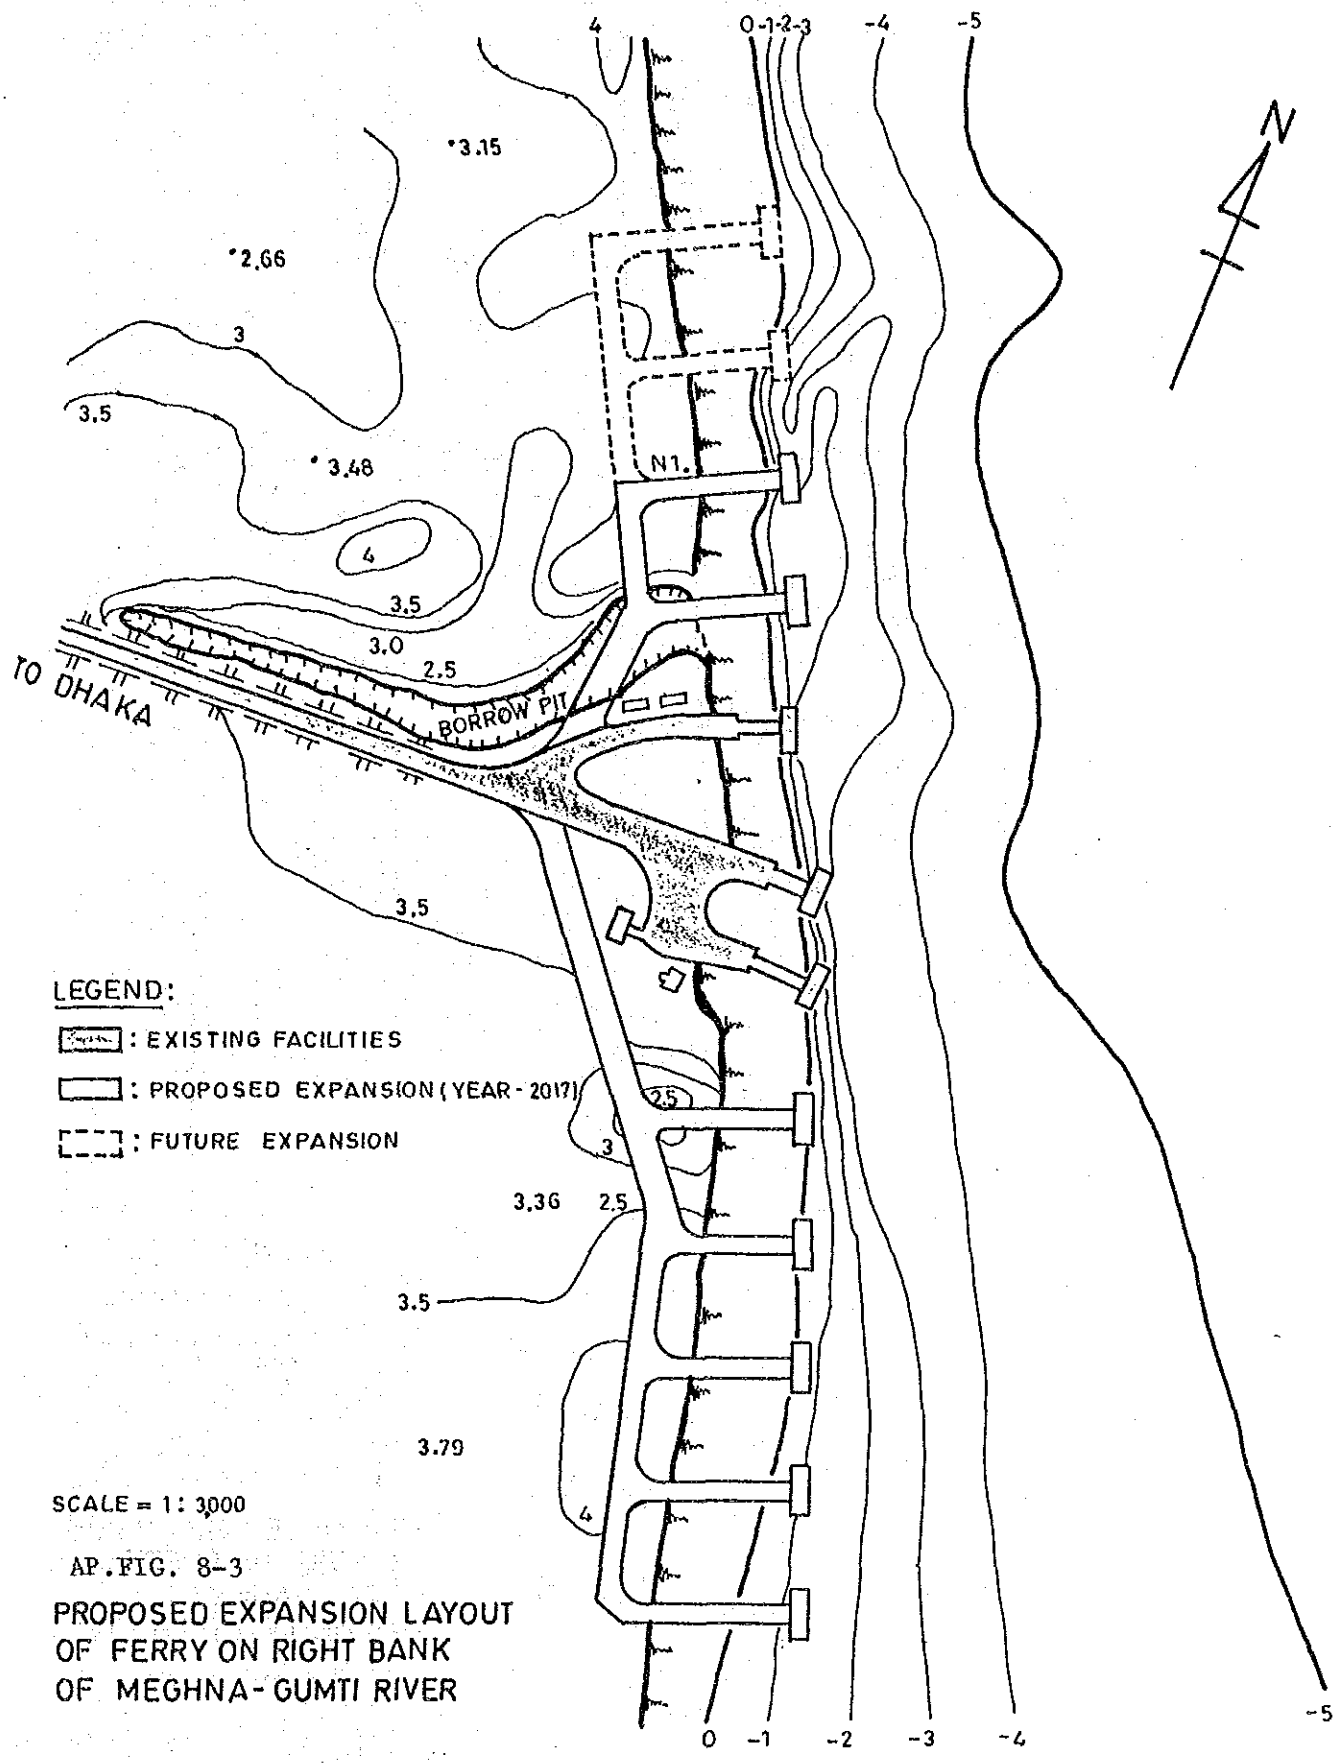 4
0 -1 -2 -3
-4
-5
N
3.15
2.66
3
3.5
3.48
N1.
4
3.5
3.0
2.5
TO DHAKA
BORROW PIT
3.5
LEGEND:
: EXISTING FACILITIES
: PROPOSED EXPANSION (YEAR - 2017)
: FUTURE EXPANSION
2.5
3
3.36
2.5
3.5
3.79
4
SCALE = 1 : 3,000
AP.FIG. 8-3
PROPOSED EXPANSION LAYOUT
OF FERRY ON RIGHT BANK
OF MEGHNA - GUMTI RIVER
0 -1 -2 -3 -4
-5